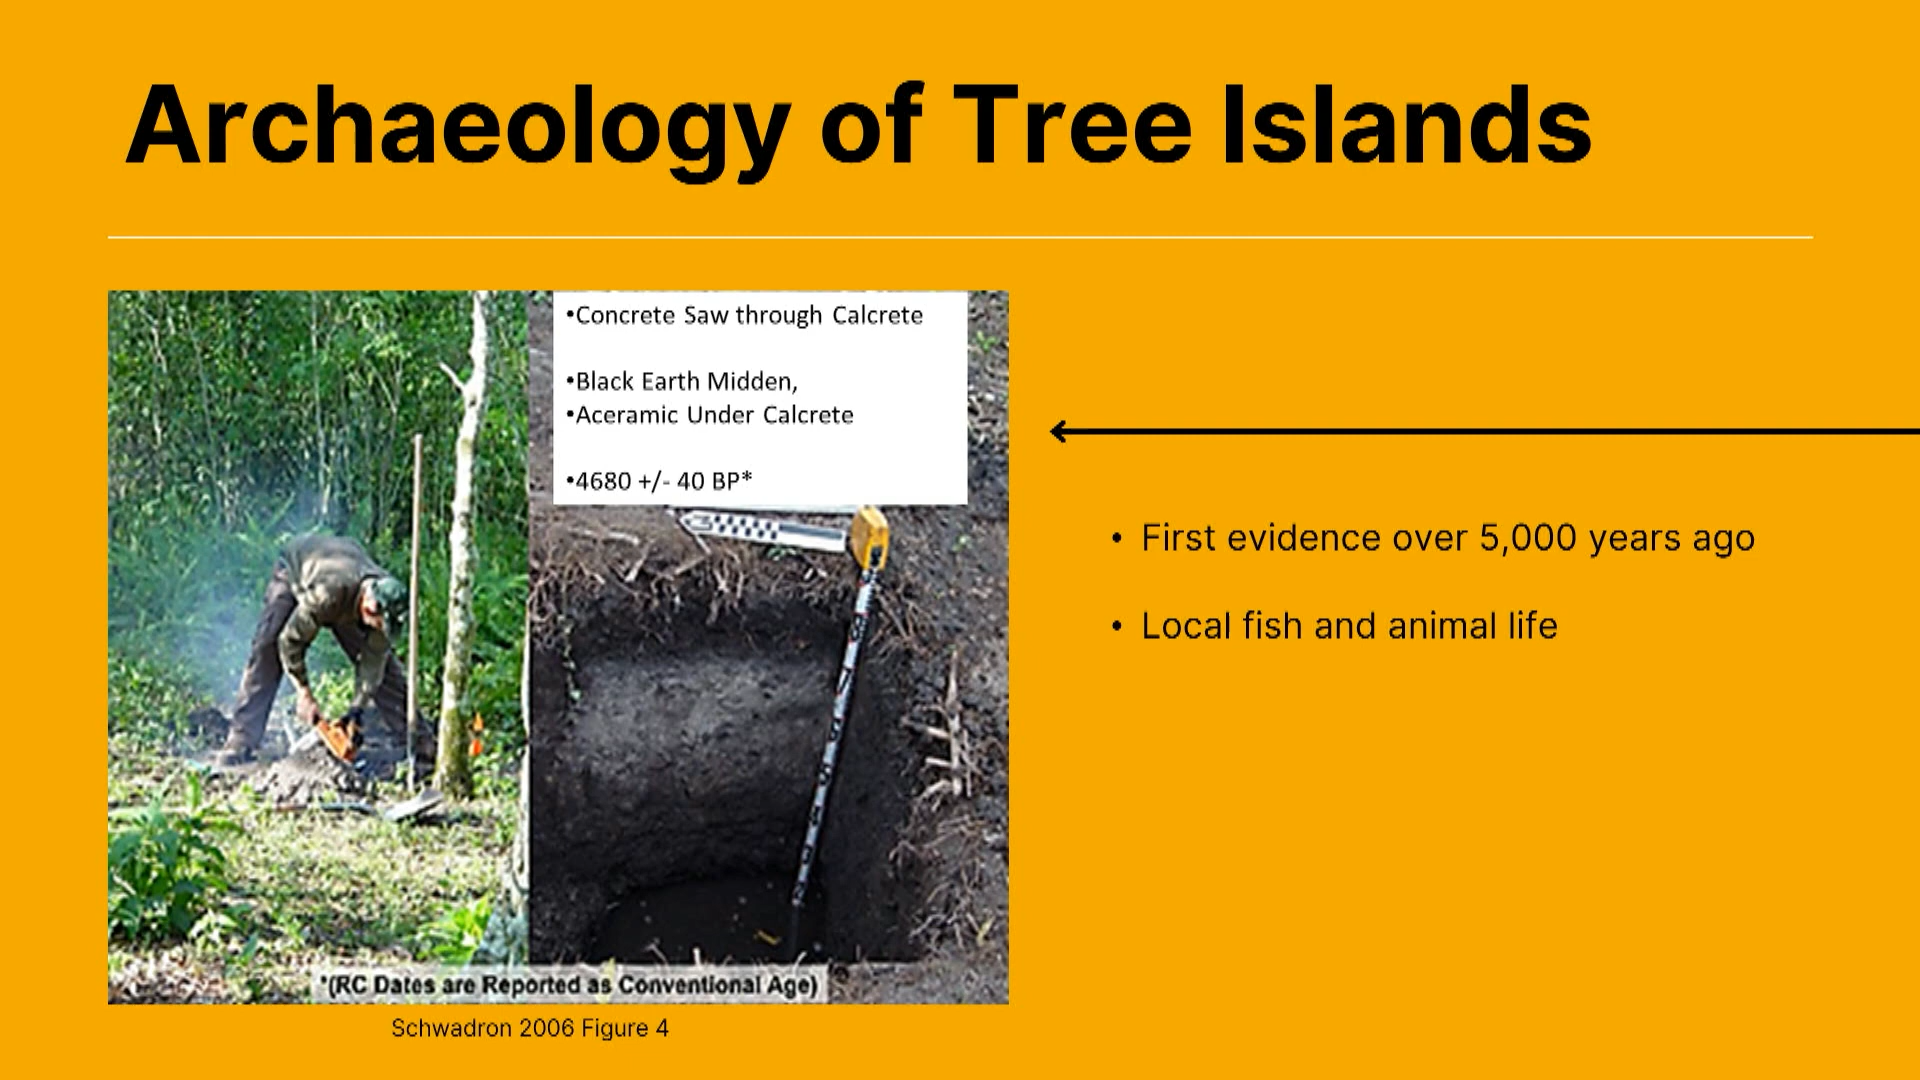 Archaeology of Tree Islands
•Concrete Saw through Calcrete
•Black Earth Midden,
•Aceramic Under Calcrete
•4680 +/- 40 BP*
*(RC Dates are Reported as Conventional Age)
Schwadron 2006 Figure 4
• First evidence over 5,000 years ago
• Local fish and animal life